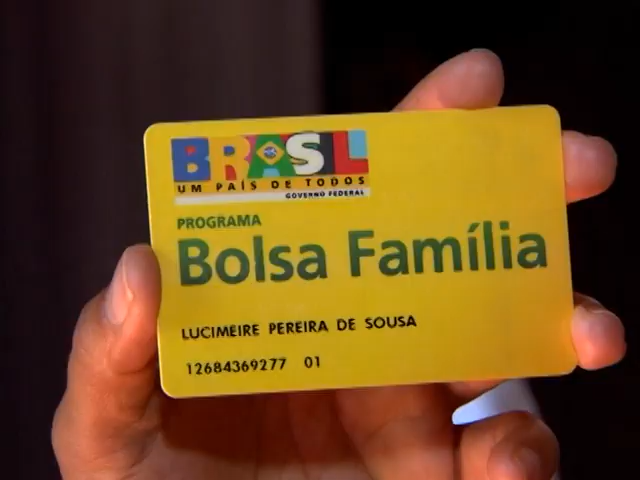 BRASIL
UM PAÍS DE TODOS
GOVERNO FEDERAL
PROGRAMA
Bolsa Família
LUCIMEIRE PEREIRA DE SOUSA
12684369277 01